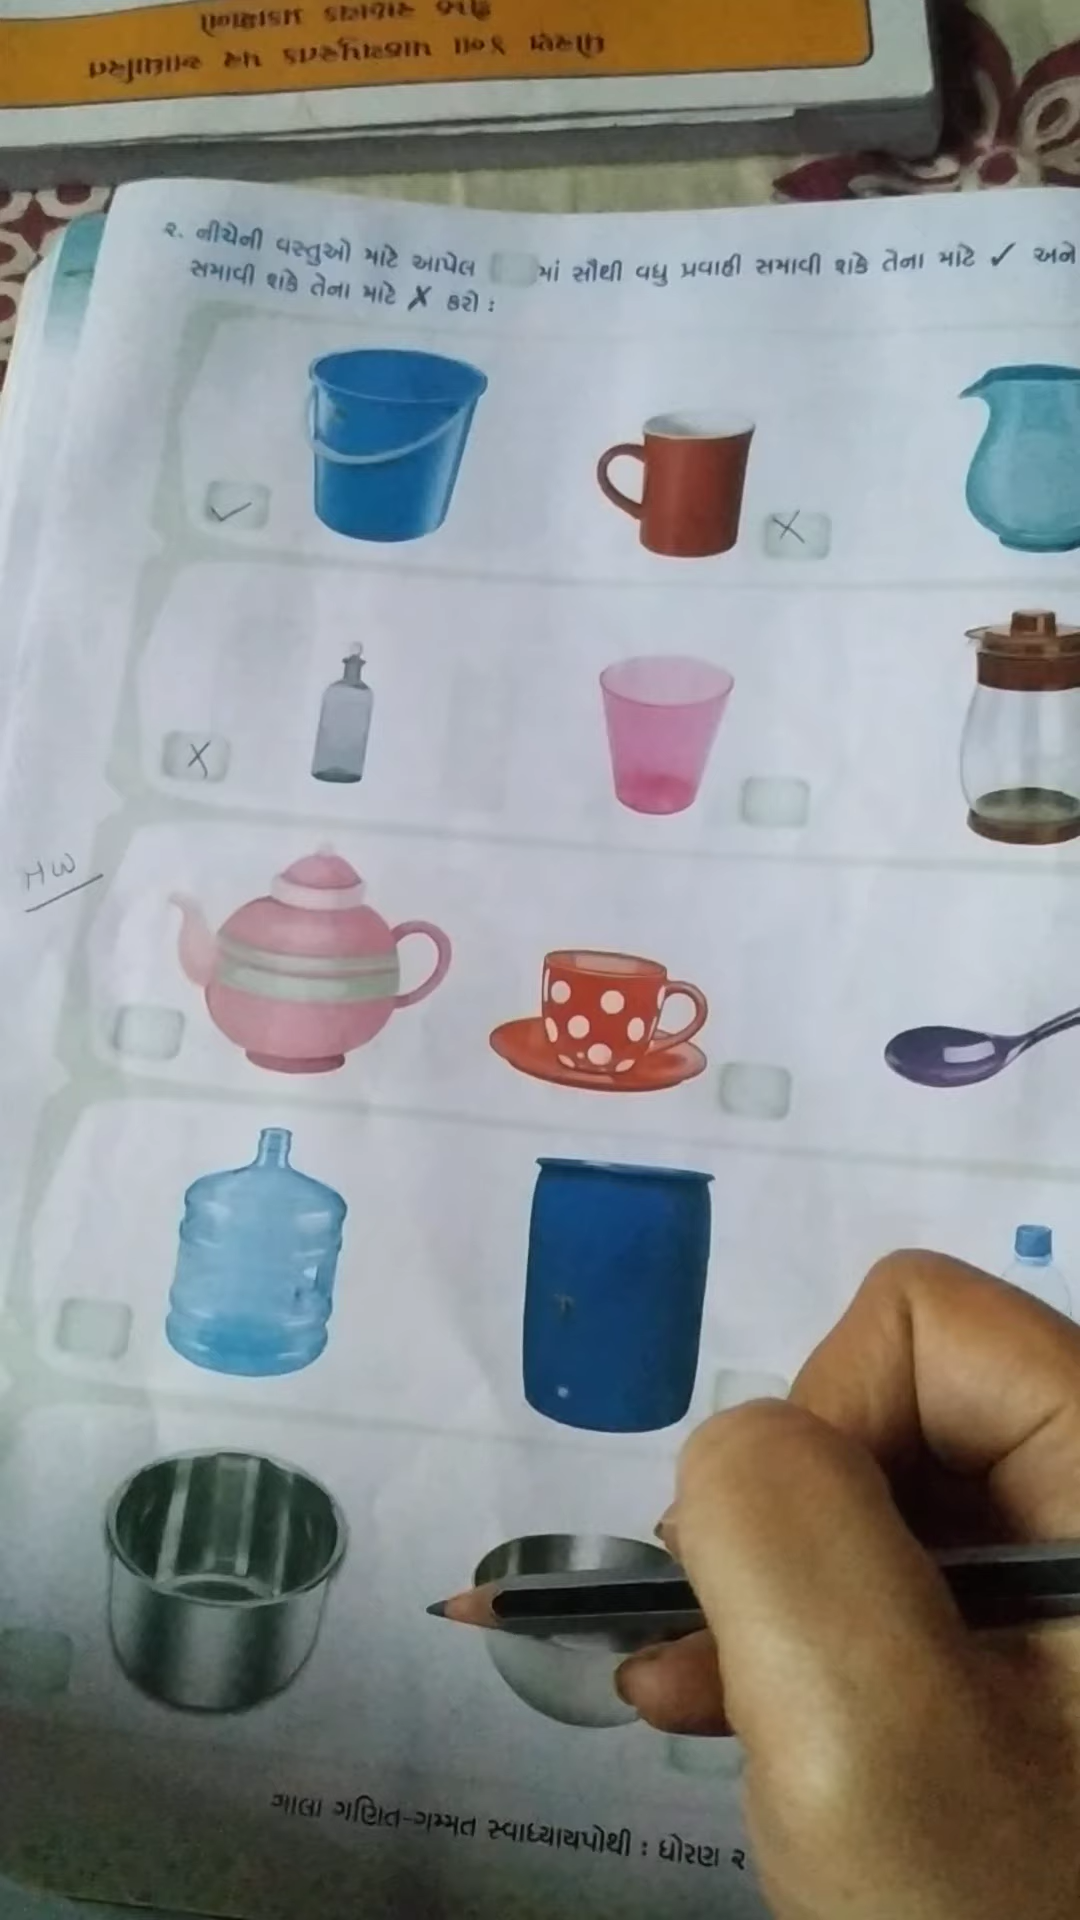 ૨. નીચેની વસ્તુઓ માટે આપેલ માં સૌથી વધુ પ્રવાહી સમાવી શકે તેના માટે ✓ અને
સમાવી શકે તેના માટે ✗ કરો :
HW
ગાલા ગણિત-ગમ્મત સ્વાધ્યાયપોથી : ધોરણ ૨